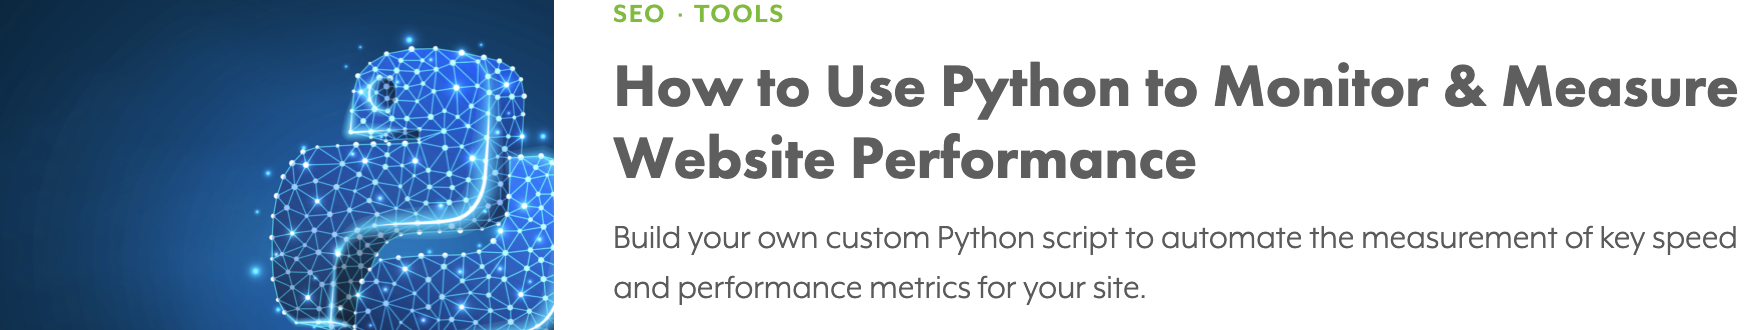 SEO · TOOLS
How to Use Python to Monitor & Measure
Website Performance
Build your own custom Python script to automate the measurement of key speed
and performance metrics for your site.